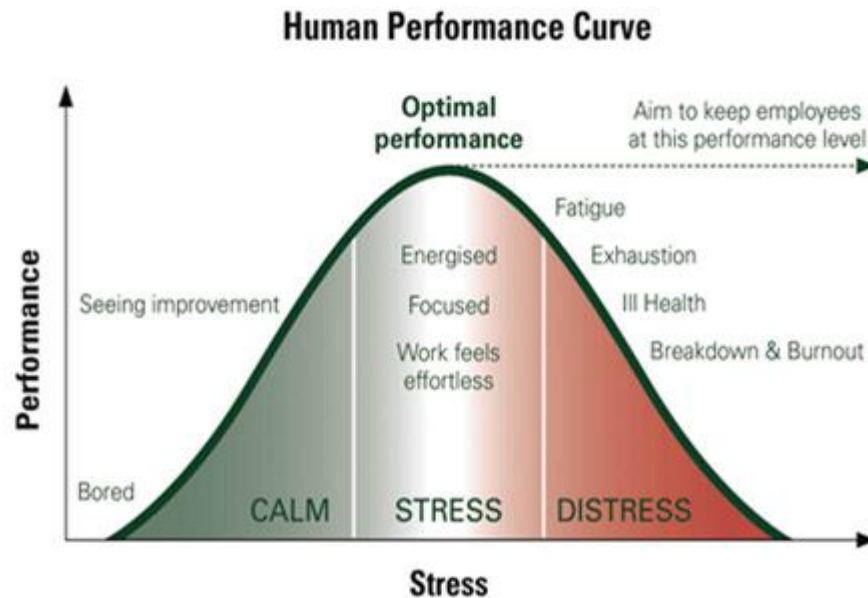 Human Performance Curve
Optimal
performance
Aim to keep employees
at this performance level
Fatigue
Energised
Exhaustion
Seeing improvement
Focused
Ill Health
Work feels
effortless
Breakdown & Burnout
Performance
Bored
CALM
STRESS
DISTRESS
Stress